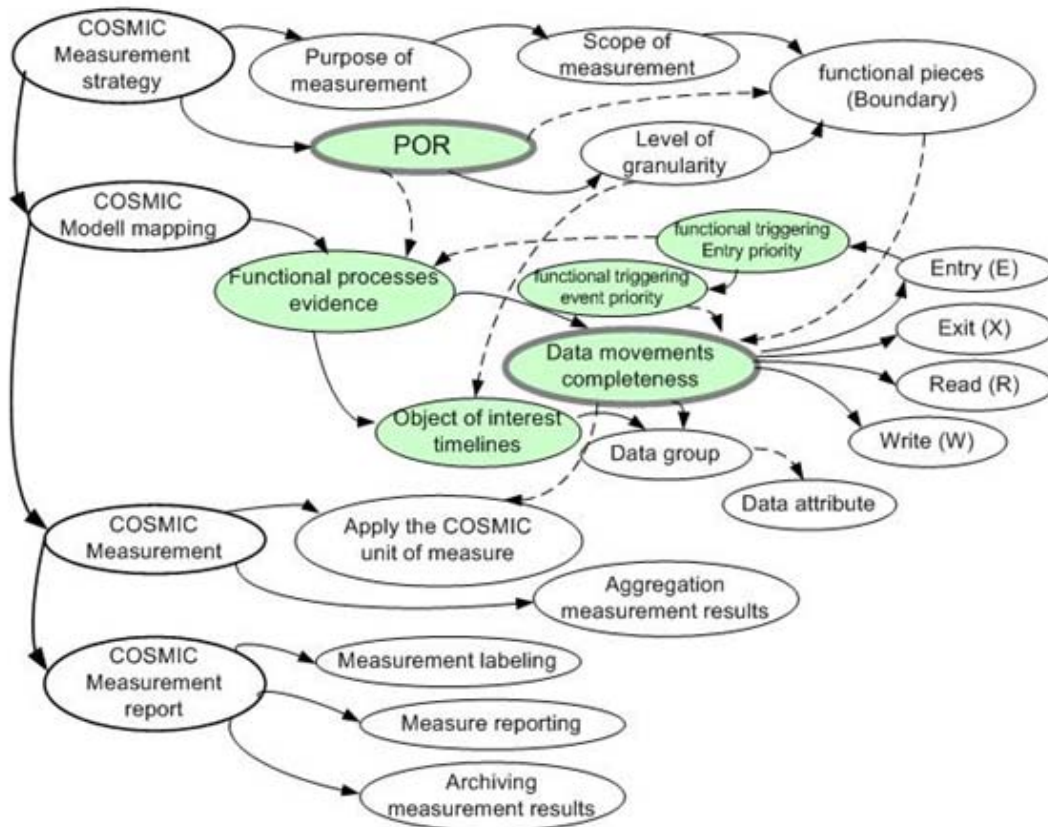 COSMIC
Measurement
strategy
Purpose of
measurement
Scope of
measurement
functional pieces
(Boundary)
POR
Level of
granularity
COSMIC
Modell mapping
functional triggering
Entry priority
Functional processes
evidence
functional triggering
event priority
Entry (E)
Exit (X)
Data movements
completeness
Read (R)
Object of interest
timelines
Write (W)
Data group
Data attribute
COSMIC
Measurement
Apply the COSMIC
unit of measure
Aggregation
measurement results
COSMIC
Measurement
report
Measurement labeling
Measure reporting
Archiving
measurement results